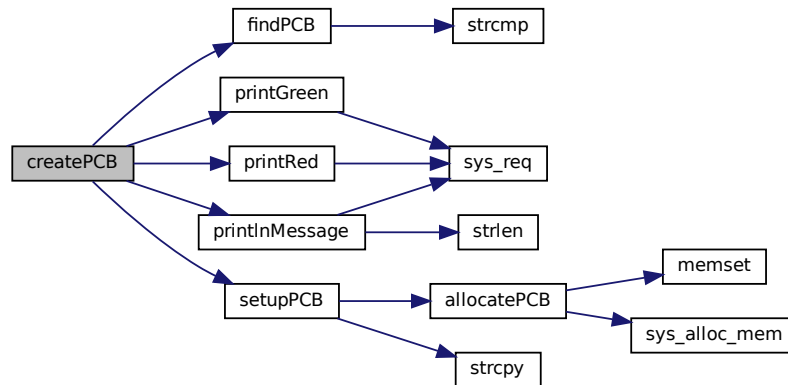 findPCB
strcmp
printGreen
createPCB
printRed
sys_req
printlnMessage
strlen
memset
setupPCB
allocatePCB
sys_alloc_mem
strcpy